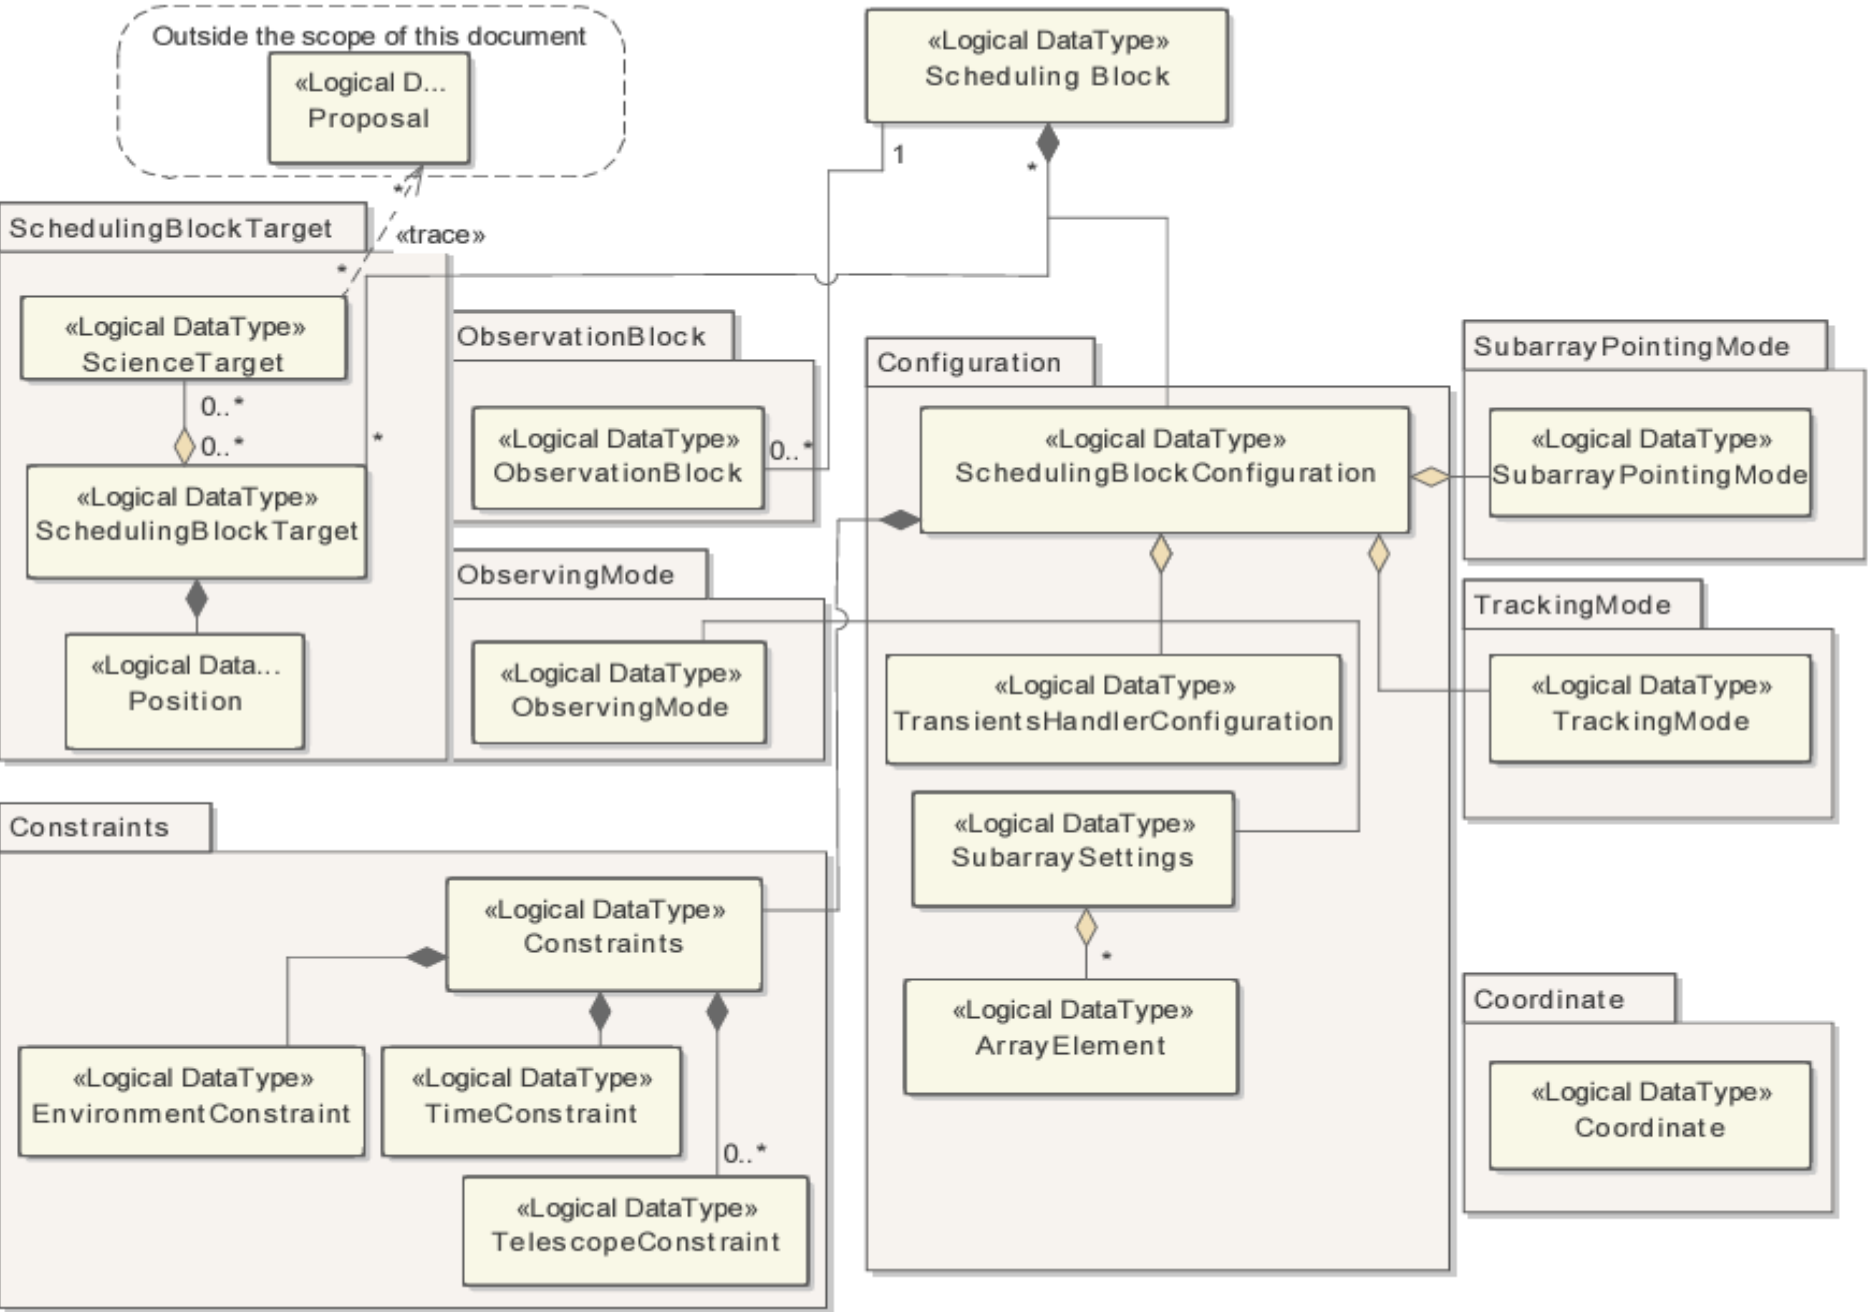 Outside the scope of this document
«Logical D...
Proposal
«Logical DataType»
Scheduling Block
1
*
*
«trace»
*
SchedulingBlockTarget
«Logical DataType»
ScienceTarget
0..*
0..*
*
«Logical DataType»
SchedulingBlockTarget
«Logical Data...
Position
ObservationBlock
«Logical DataType»
ObservationBlock
0..*
ObservingMode
«Logical DataType»
ObservingMode
Configuration
«Logical DataType»
SchedulingBlockConfiguration
«Logical DataType»
TransientsHandlerConfiguration
«Logical DataType»
SubarraySettings
*
«Logical DataType»
ArrayElement
SubarrayPointingMode
«Logical DataType»
SubarrayPointingMode
TrackingMode
«Logical DataType»
TrackingMode
Constraints
«Logical DataType»
Constraints
«Logical DataType»
EnvironmentConstraint
«Logical DataType»
TimeConstraint
0..*
«Logical DataType»
TelescopeConstraint
Coordinate
«Logical DataType»
Coordinate